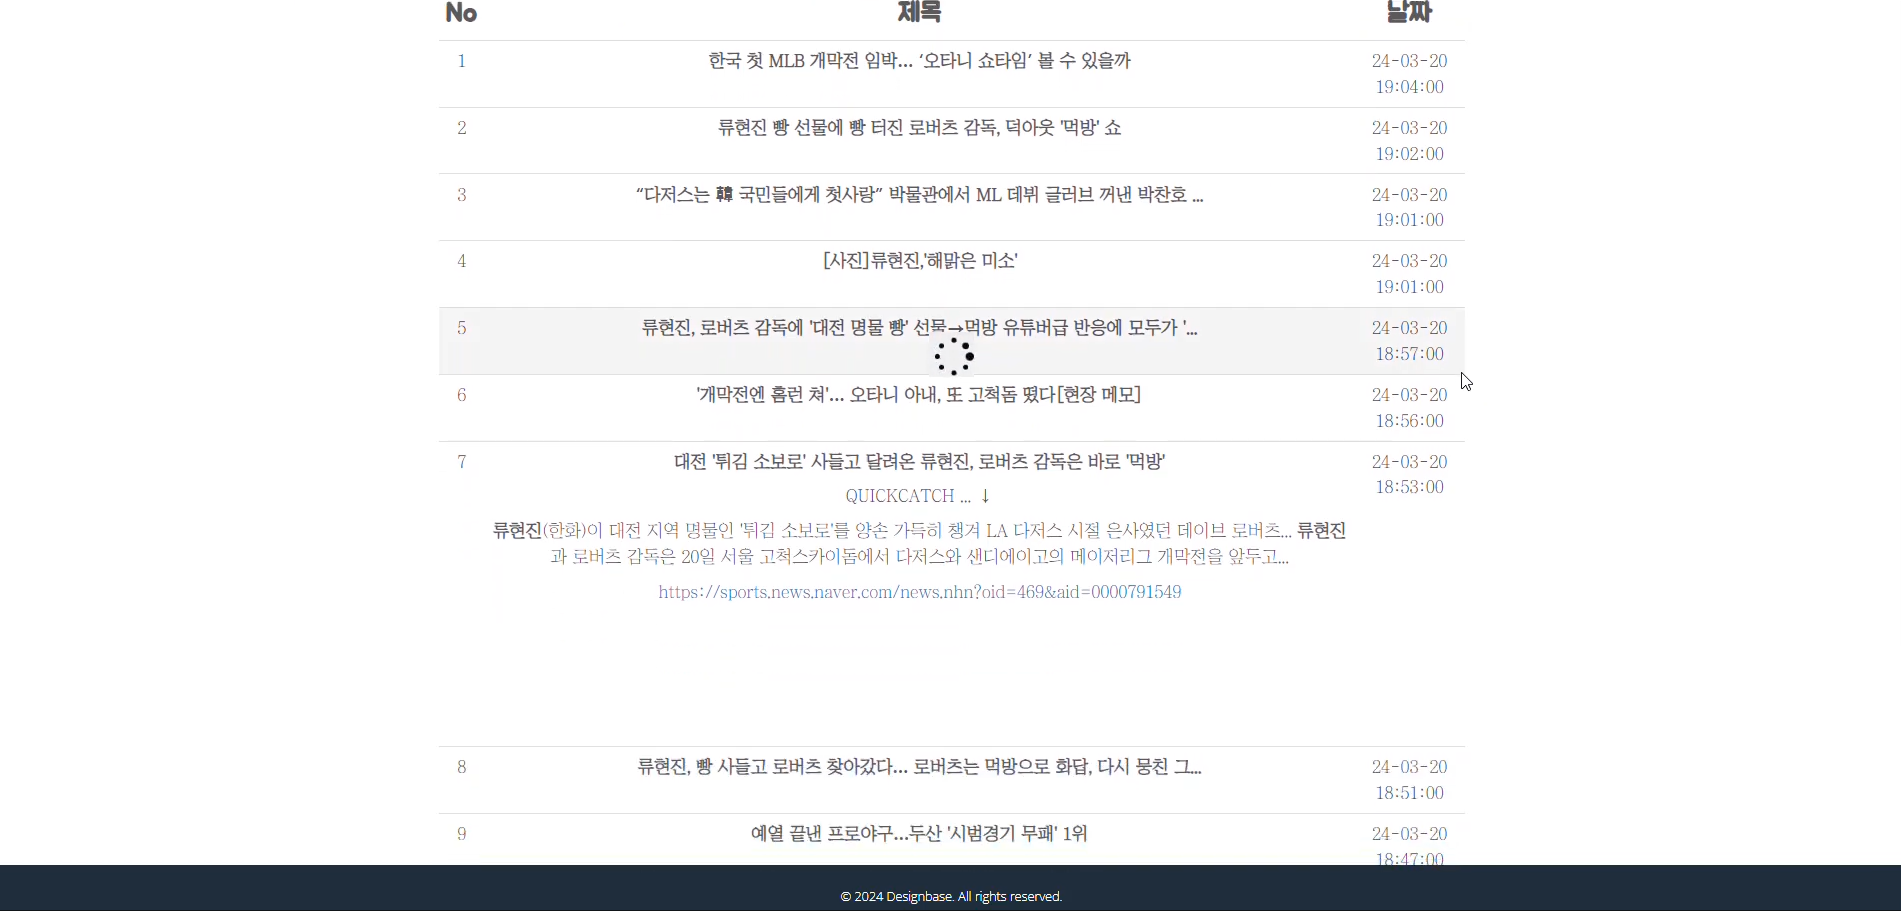 No 제목 날짜
1 한국 첫 MLB 개막전 임박... ‘오타니 쇼타임’ 볼 수 있을까 24-03-20
19:04:00
2 류현진 빵 선물에 빵 터진 로버츠 감독, 덕아웃 '먹방' 쇼 24-03-20
19:02:00
3 “다저스는 韓 국민들에게 첫사랑” 박물관에서 ML 데뷔 글러브 꺼낸 박찬호 ... 24-03-20
19:01:00
4 [사진]류현진,'해맑은 미소' 24-03-20
19:01:00
5 류현진, 로버츠 감독에 '대전 명물 빵' 선물→먹방 유튜버급 반응에 모두가 '... 24-03-20
18:57:00
6 '개막전엔 홈런 쳐'... 오타니 아내, 또 고척돔 떴다[현장 메모] 24-03-20
18:56:00
7 대전 '튀김 소보로' 사들고 달려온 류현진, 로버츠 감독은 바로 '먹방' 24-03-20
18:53:00
QUICKCATCH ... ↓
류현진(한화)이 대전 지역 명물인 '튀김 소보로'를 양손 가득히 챙겨 LA 다저스 시절 은사였던 데이브 로버츠... 류현진
과 로버츠 감독은 20일 서울 고척스카이돔에서 다저스와 샌디에이고의 메이저리그 개막전을 앞두고...
https://sports.news.naver.com/news.nhn?oid=469&aid=0000791549
8 류현진, 빵 사들고 로버츠 찾아갔다... 로버츠는 먹방으로 화답, 다시 뭉친 그... 24-03-20
18:51:00
9 예열 끝낸 프로야구...두산 '시범경기 무패' 1위 24-03-20
18:47:00
© 2024 Designbase. All rights reserved.